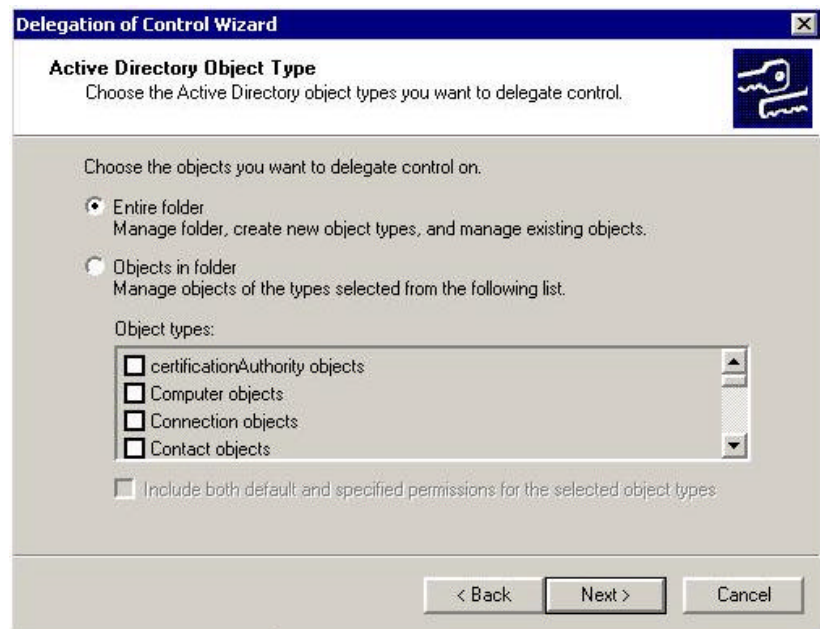 Delegation of Control Wizard
Active Directory Object Type
Choose the Active Directory object types you want to delegate control.
Choose the objects you want to delegate control on.
Entire folder
Manage folder, create new object types, and manage existing objects.
Objects in folder
Manage objects of the types selected from the following list.
Object types:
certificationAuthority objects
Computer objects
Connection objects
Contact objects
Include both default and specified permissions for the selected object types
< Back Next > Cancel